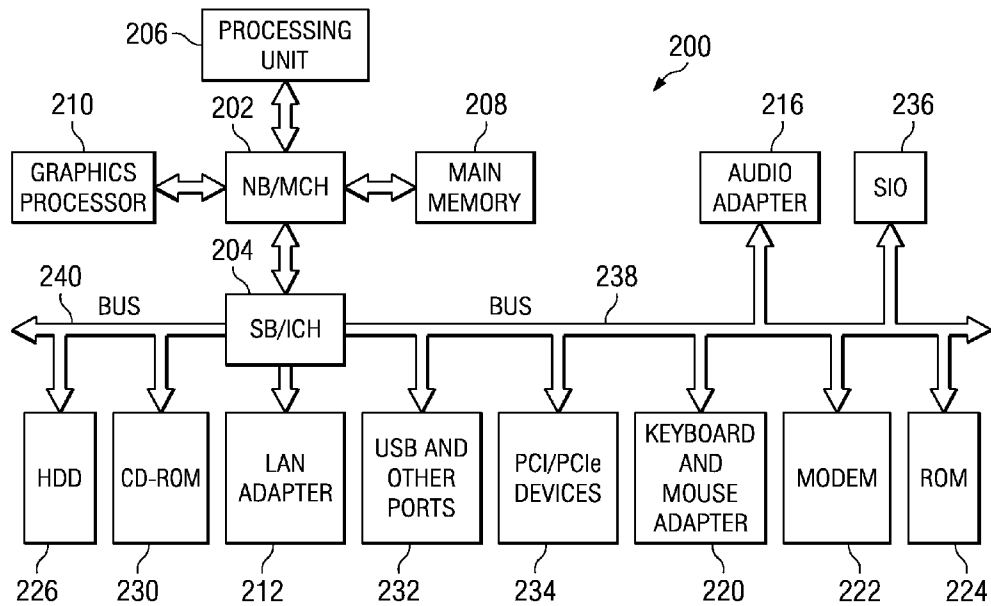 206
PROCESSING
UNIT
200
210
202
208
216
236
GRAPHICS
PROCESSOR
NB/MCH
MAIN
MEMORY
AUDIO
ADAPTER
SIO
204
240
BUS
SB/ICH
BUS
238
HDD
CD-ROM
LAN
ADAPTER
USB AND
OTHER
PORTS
PCI/PCIe
DEVICES
KEYBOARD
AND
MOUSE
ADAPTER
MODEM
ROM
226
230
212
232
234
220
222
224